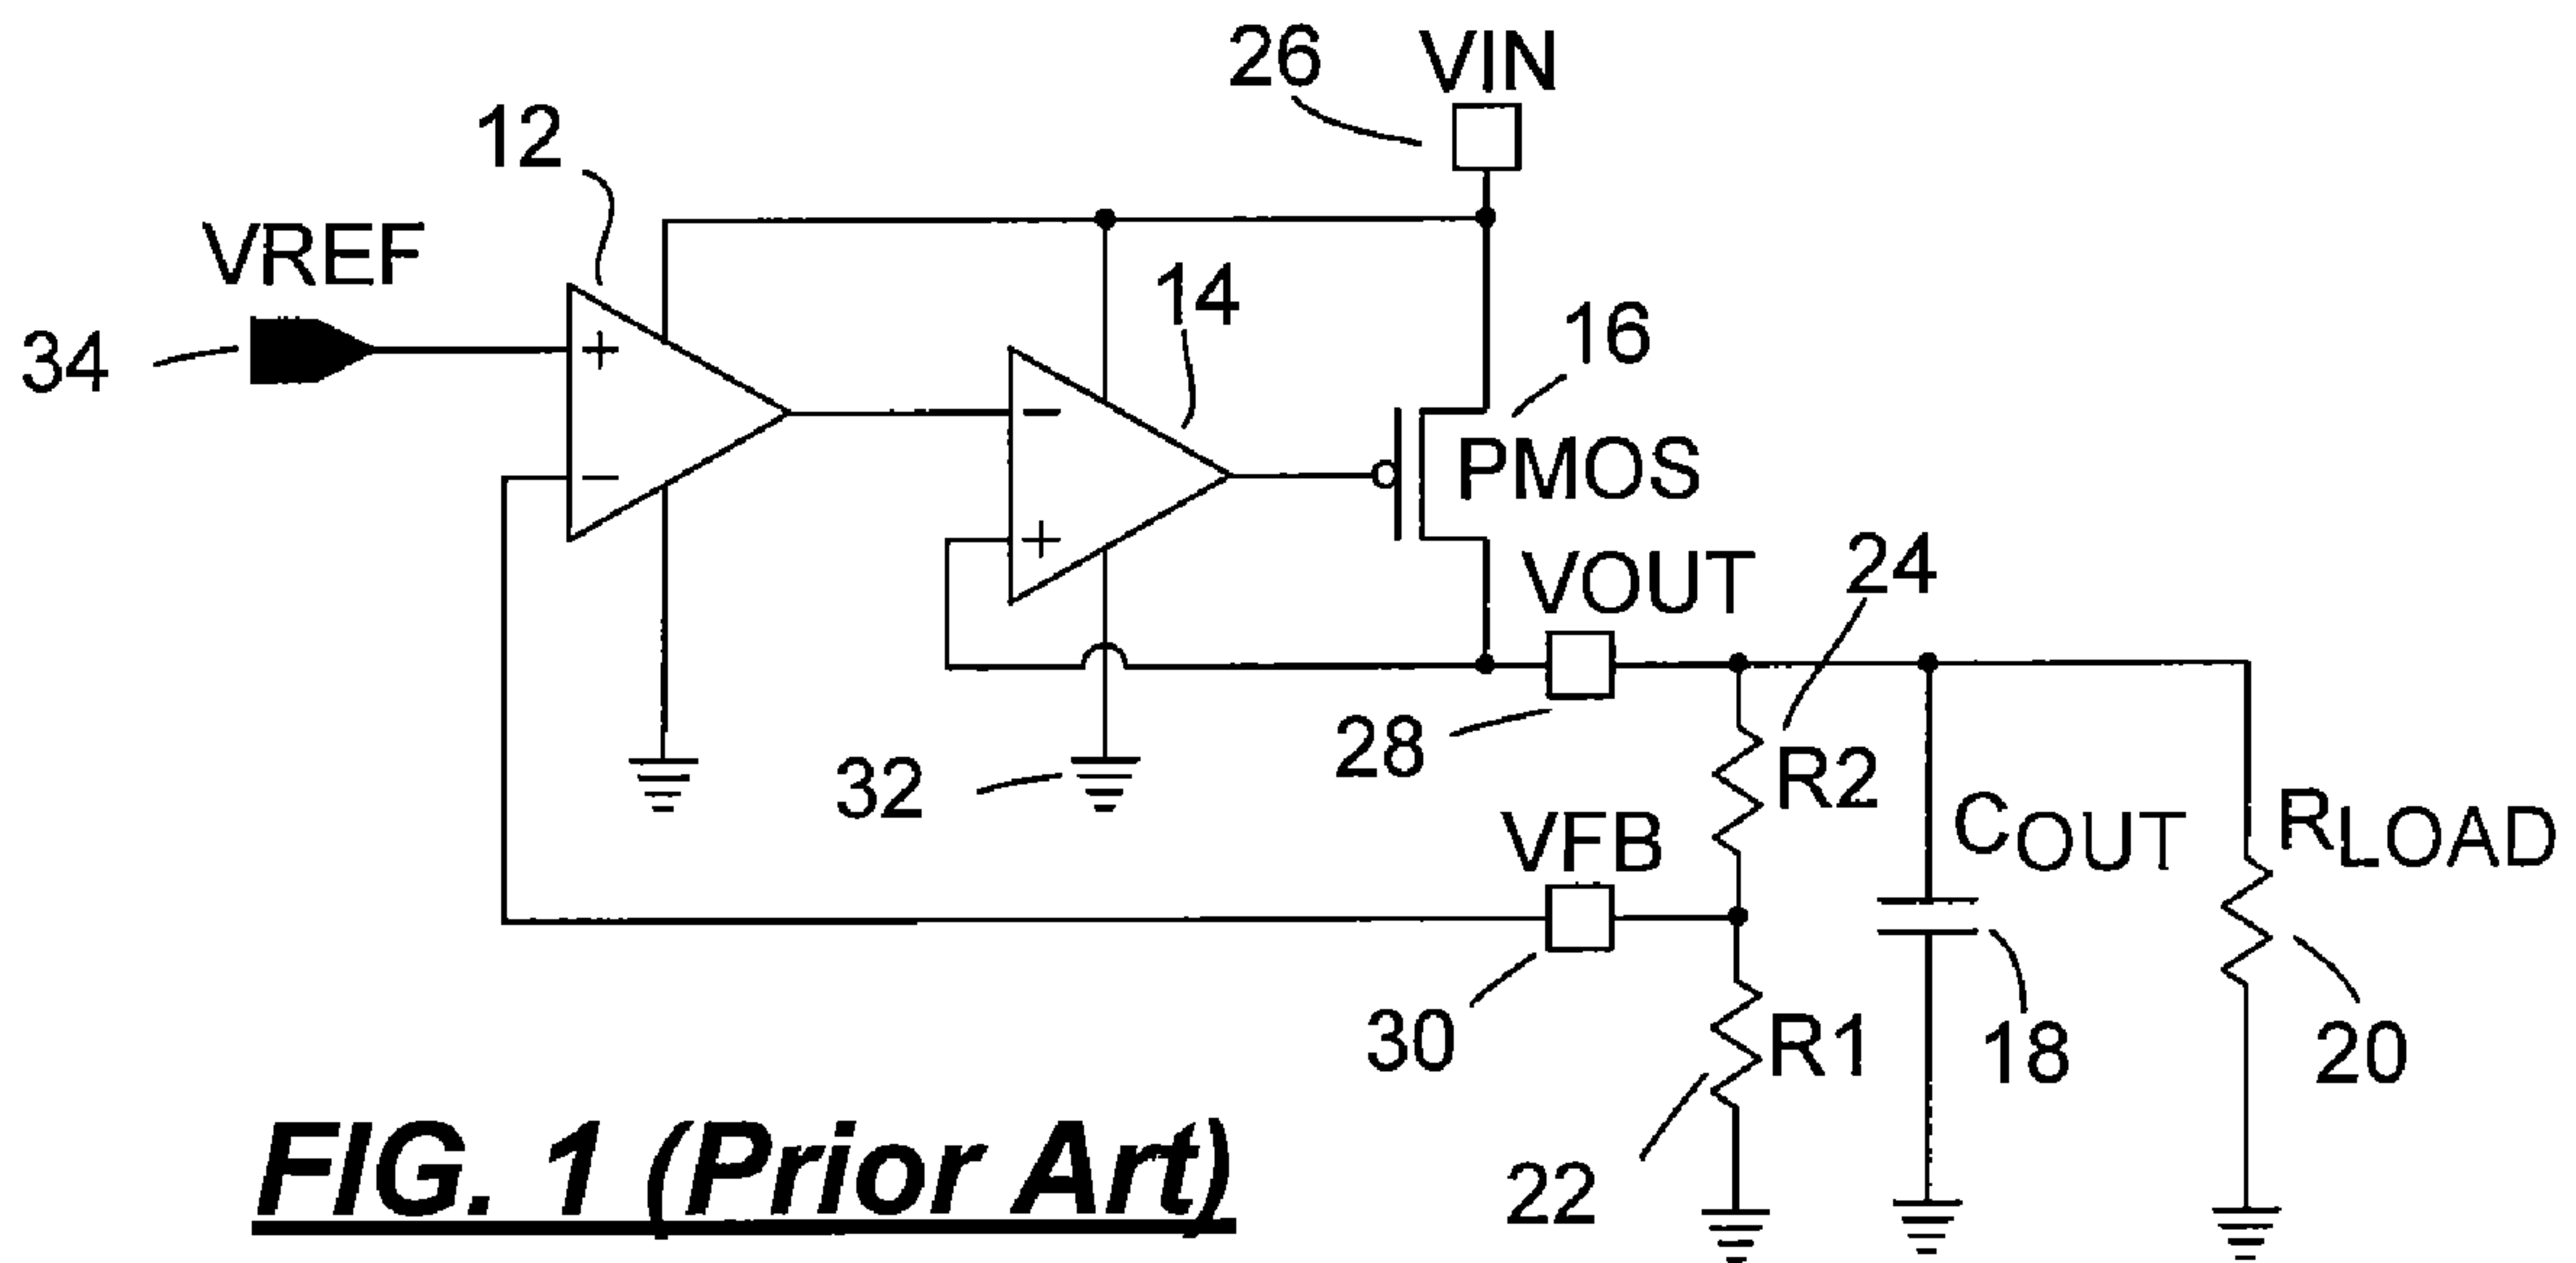 26 VIN
12
VREF
34
+
−
14
−
+
16
PMOS
VOUT
24
28
32
R2
VFB
COUT
RLOAD
30
R1
18
20
22
FIG. 1 (Prior Art)